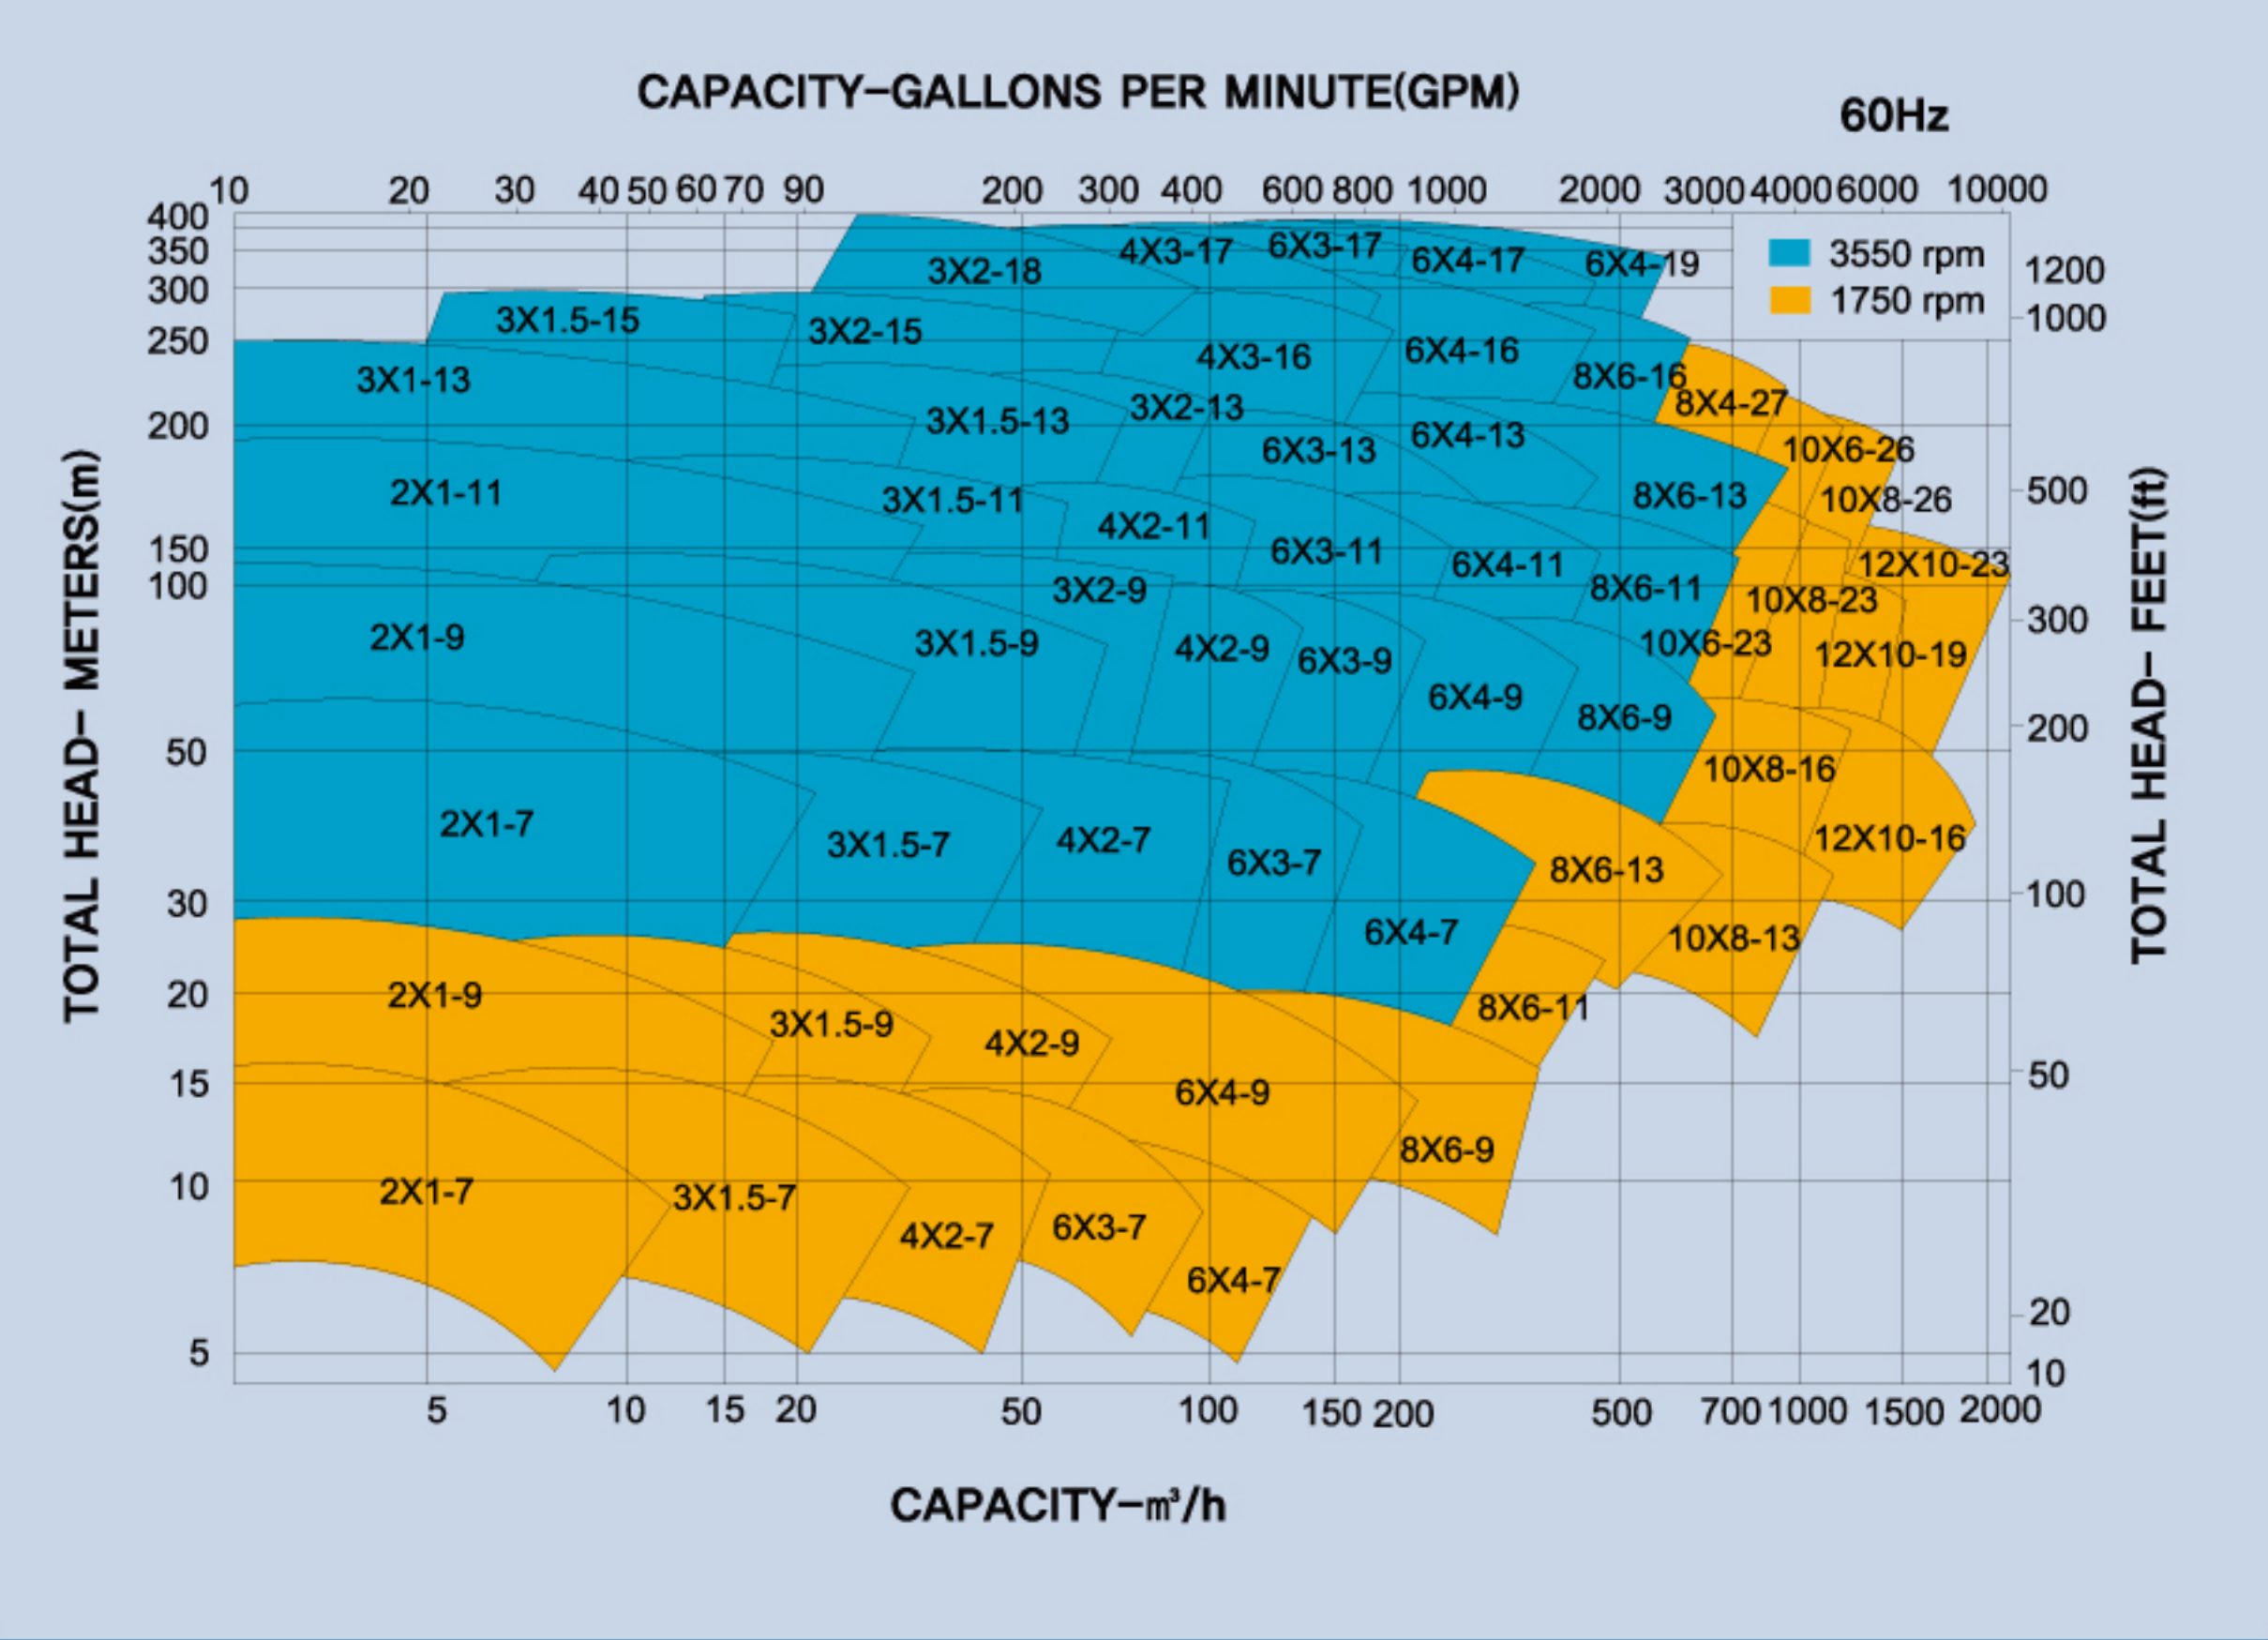 CAPACITY-GALLONS PER MINUTE(GPM)
60Hz
10 20 30 40 50 60 70 90 200 300 400 600 800 1000 2000 3000 4000 6000 10000
400
350
300
250
200
150
100
50
30
20
15
10
5
TOTAL HEAD- METERS(m)
3550 rpm
1750 rpm
1200
1000
500
300
200
100
50
20
10
TOTAL HEAD- FEET(ft)
3X2-18
4X3-17
6X3-17
6X4-17
6X4-19
3X1.5-15
3X2-15
4X3-16
6X4-16
8X6-16
8X4-27
3X1-13
3X1.5-13
3X2-13
6X3-13
6X4-13
8X6-13
10X6-26
10X8-26
2X1-11
3X1.5-11
4X2-11
6X3-11
6X4-11
8X6-11
12X10-23
10X8-23
10X6-23
12X10-19
2X1-9
3X1.5-9
3X2-9
4X2-9
6X3-9
6X4-9
8X6-9
10X8-16
12X10-16
2X1-7
3X1.5-7
4X2-7
6X3-7
6X4-7
8X6-13
10X8-13
8X6-11
2X1-9
3X1.5-9
4X2-9
6X4-9
8X6-9
2X1-7
3X1.5-7
4X2-7
6X3-7
6X4-7
5 10 15 20 50 100 150 200 500 700 1000 1500 2000
CAPACITY-m³/h